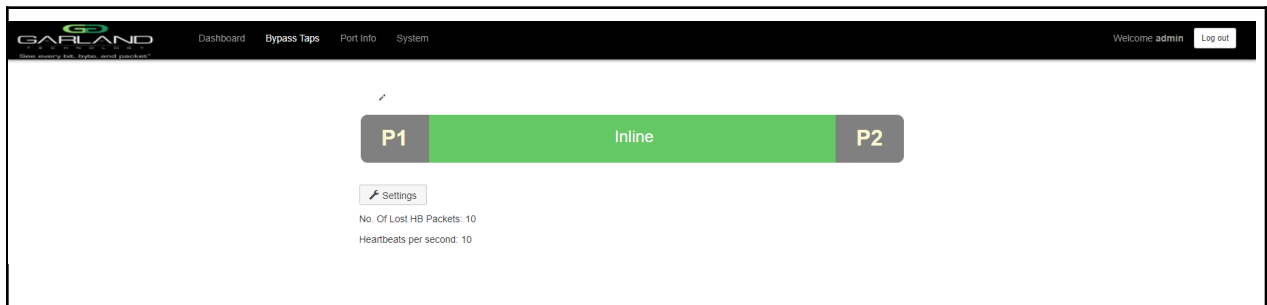 GARLAND
TECHNOLOGY
See every bit, byte, and packet®
Dashboard Bypass Taps Port Info System Welcome admin Log out
P1 Inline P2
Settings
No. Of Lost HB Packets: 10
Heartbeats per second: 10